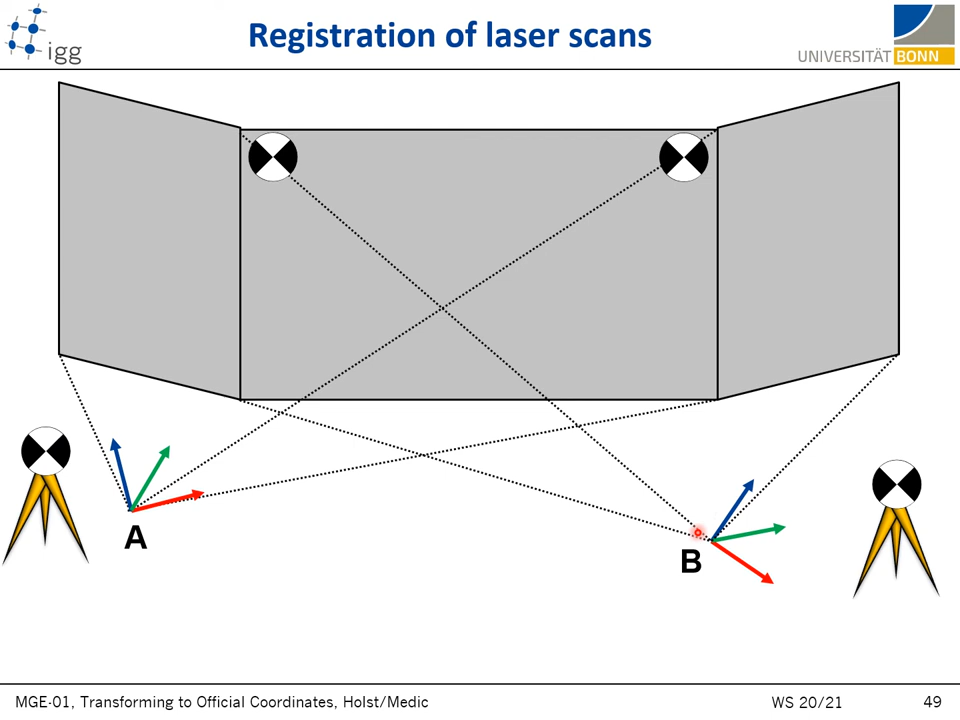 Registration of laser scans
igg
UNIVERSITÄT BONN
A
B
MGE-01, Transforming to Official Coordinates, Holst/Medic
WS 20/21
49